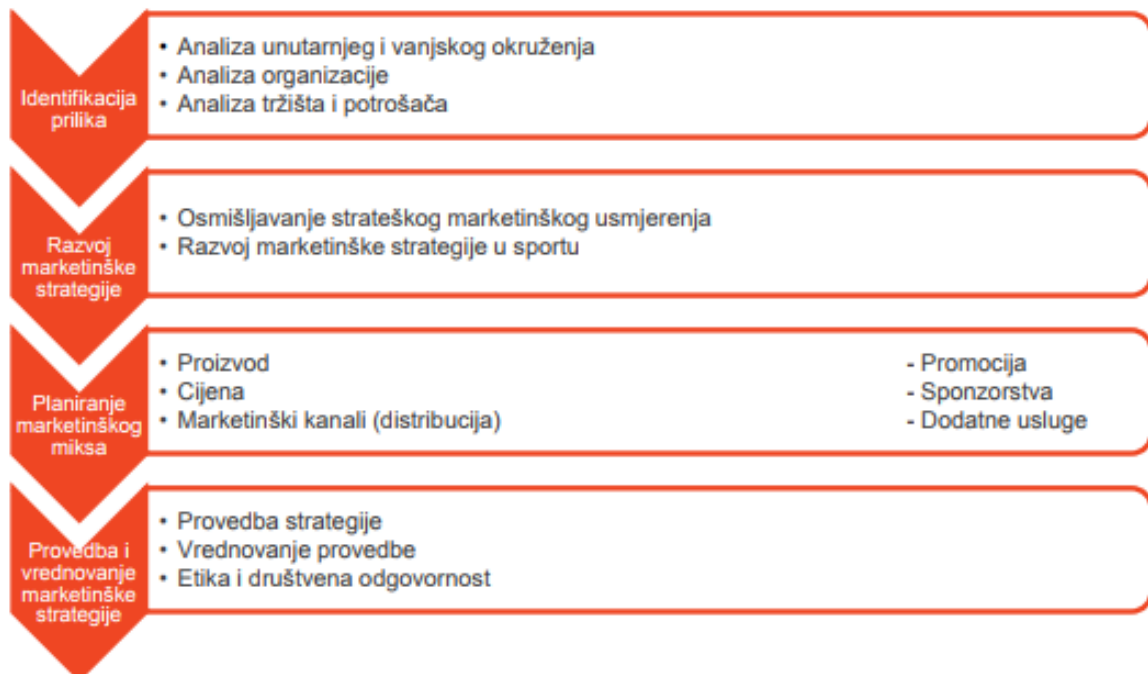 Identifikacija
prilika
• Analiza unutarnjeg i vanjskog okruženja
• Analiza organizacije
• Analiza tržišta i potrošača
Razvoj
marketinške
strategije
• Osmišljavanje strateškog marketinškog usmjerenja
• Razvoj marketinške strategije u sportu
Planiranje
marketinškog
miksa
• Proizvod
• Cijena
• Marketinški kanali (distribucija)
- Promocija
- Sponzorstva
- Dodatne usluge
Provedba i
vrednovanje
marketinške
strategije
• Provedba strategije
• Vrednovanje provedbe
• Etika i društvena odgovornost